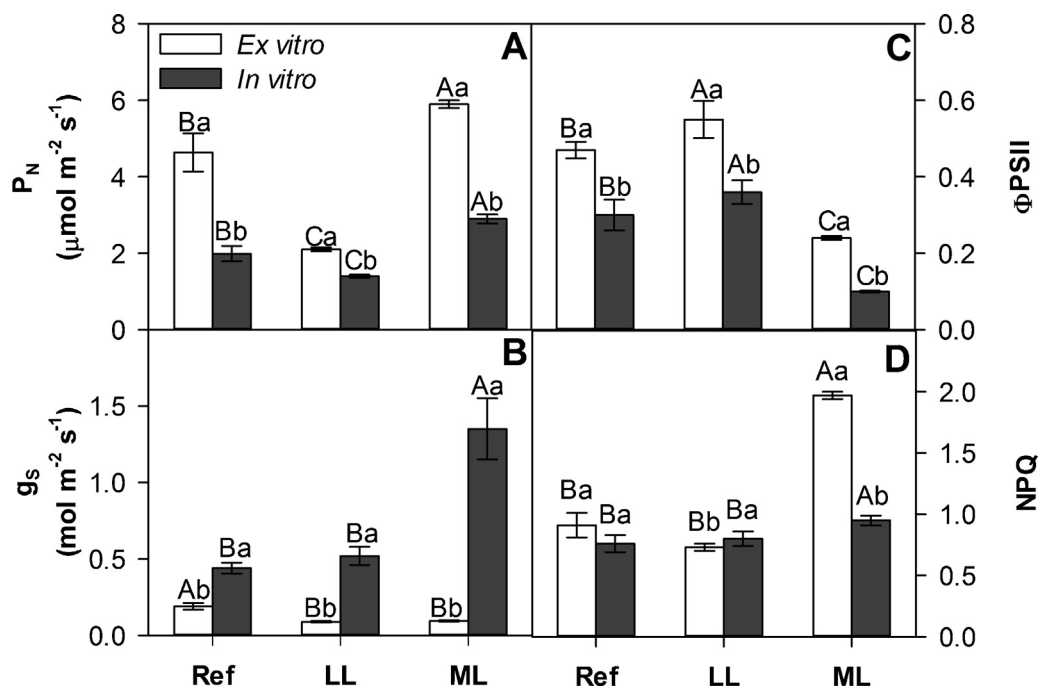 8
6
4
2
0
P_N
(μmol m⁻² s⁻¹)
Ex vitro
In vitro
A
Ba
Bb
Ca
Cb
Aa
Ab
C
Ba
Bb
Aa
Ab
Ca
Cb
0.8
0.6
0.4
0.2
0.0
ΦPSII
1.5
1.0
0.5
0.0
g_S
(mol m⁻² s⁻¹)
B
Ab
Ba
Bb
Ba
Bb
Aa
D
Ba
Ba
Bb
Ba
Aa
Ab
2.0
1.5
1.0
0.5
0.0
NPQ
Ref LL ML
Ref LL ML